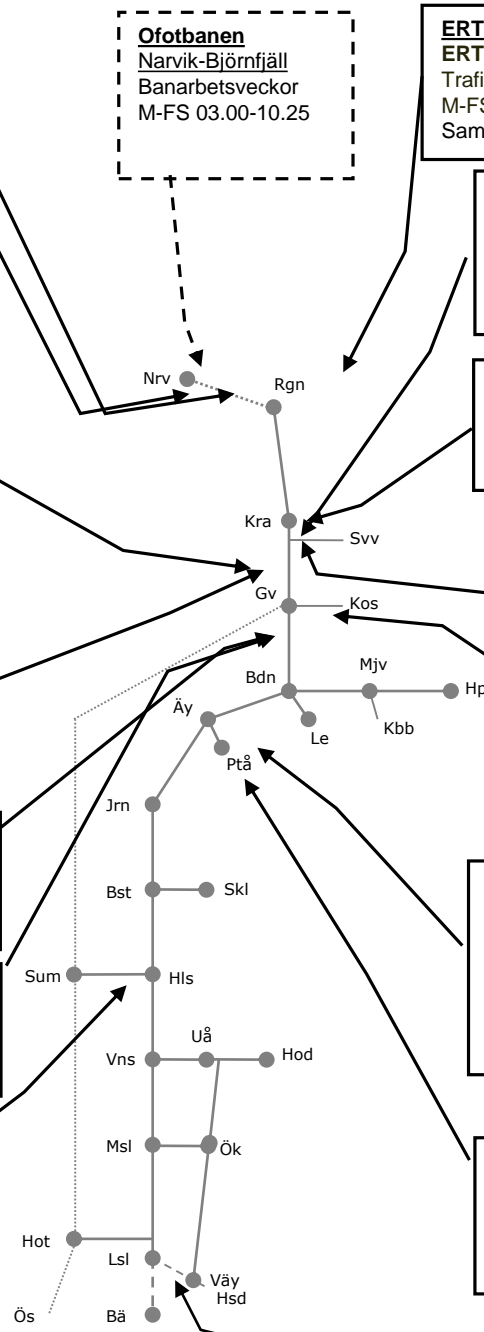 Ofotbanen
Narvik-Björnfjäll
Banarbetsveckor
M-FS 03.00-10.25
ERT
ERT
Trafi
M-FS
Sam
Nrv
Rgn
Kra
Svv
Gv
Kos
Bdn
Mjv
Hp
Äy
Le
Kbb
Ptå
Jrn
Bst
Skl
Sum
Hls
Uå
Vns
Hod
Msl
Ök
Hot
Lsl
Väy
Hsd
Ös
Bä